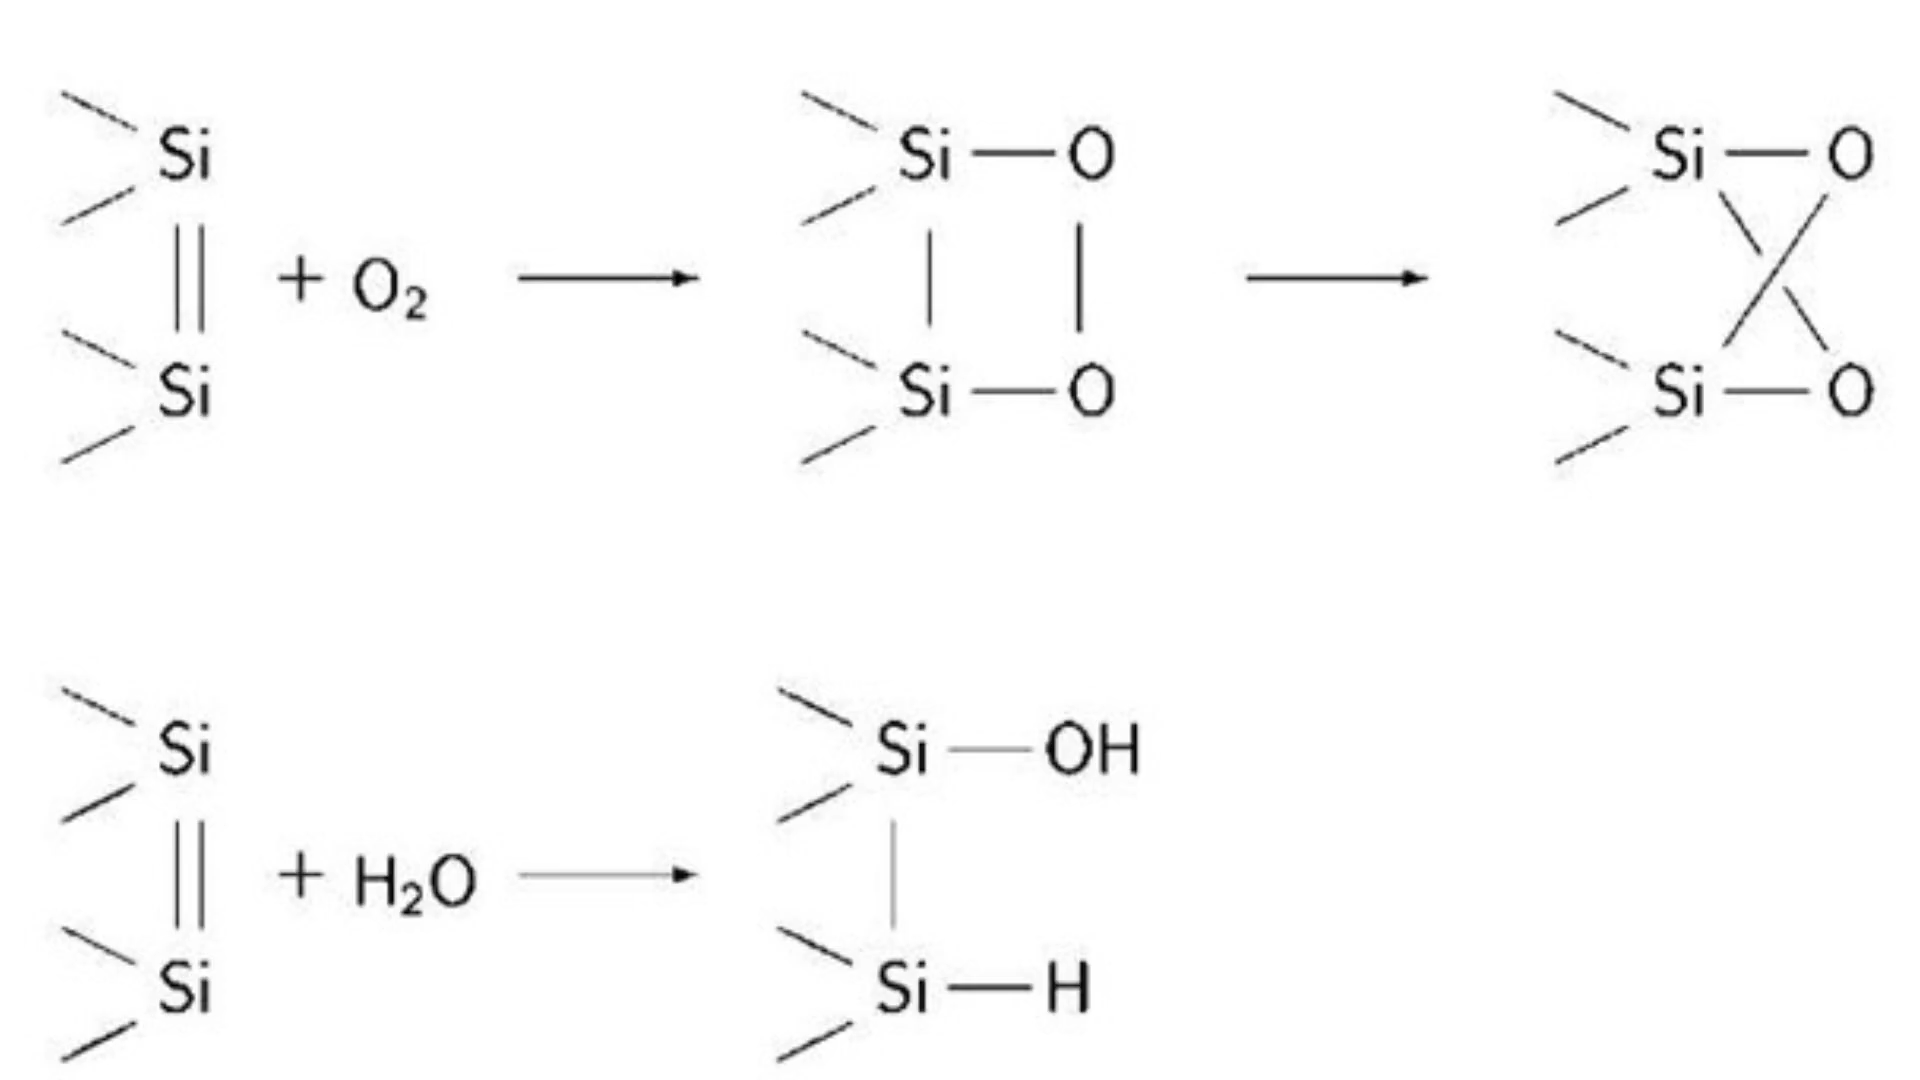 Si Si — O Si — O
+ O₂
Si Si — O Si — O
Si Si — OH
+ H₂O
Si Si — H